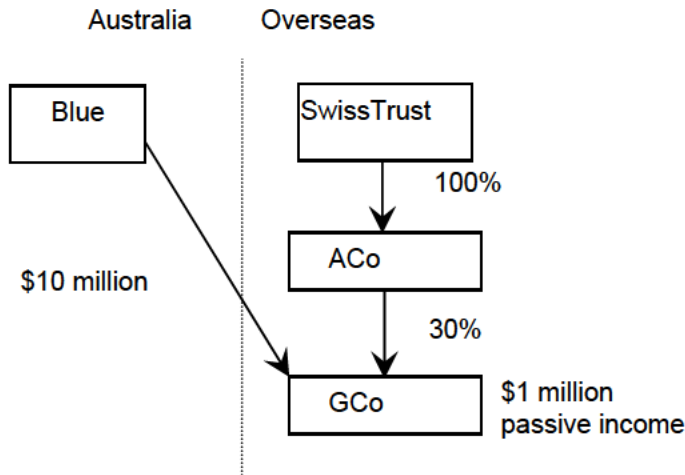 Australia
Overseas
Blue
SwissTrust
100%
ACo
$10 million
30%
GCo
$1 million
passive income